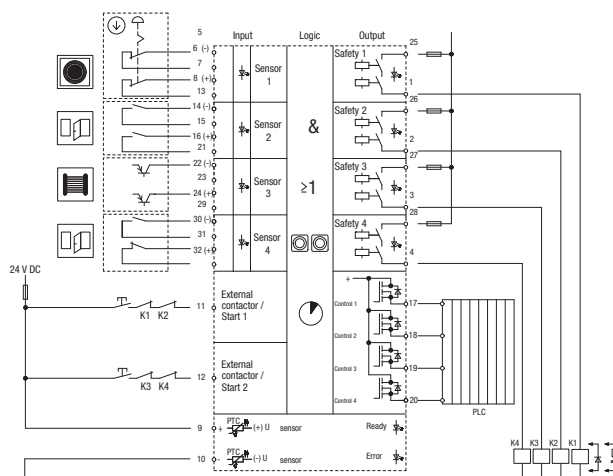 5 Input Logic Output 25
6 (-) Safety 1
7 Sensor
8 (+) 1 1
13 26
14 (-) Safety 2
15 Sensor &
16 (+) 2 2
21 27
22 (-) Safety 3
23 Sensor ≥1
24 (+) 3 3
29 28
30 (-) Safety 4
31 Sensor
32 (+) 4 4
24 V DC
+
K1 K2 11 External contactor / Start 1 Control 1 17
Control 2 18
K3 K4 12 External contactor / Start 2 Control 3 19
Control 4 20
PLC
9 + PTC (+) U sensor Ready
10 - PTC (-) U sensor Error
K4 K3 K2 K1